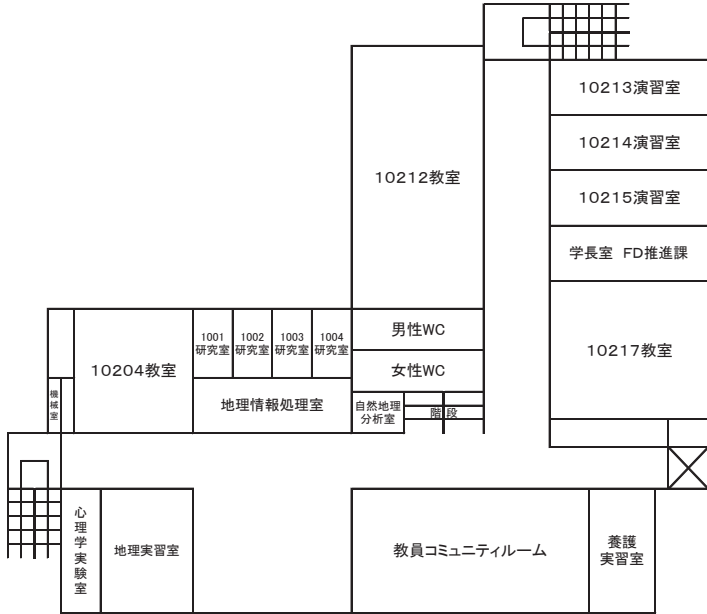 10213演習室
10214演習室
10212教室
10215演習室
学長室 FD推進課
男性WC
1001
研究室
1002
研究室
1003
研究室
1004
研究室
10217教室
10204教室
女性WC
機械室
地理情報処理室
自然地理
分析室
階段
心理学実験室
地理実習室
教員コミュニティルーム
養護
実習室